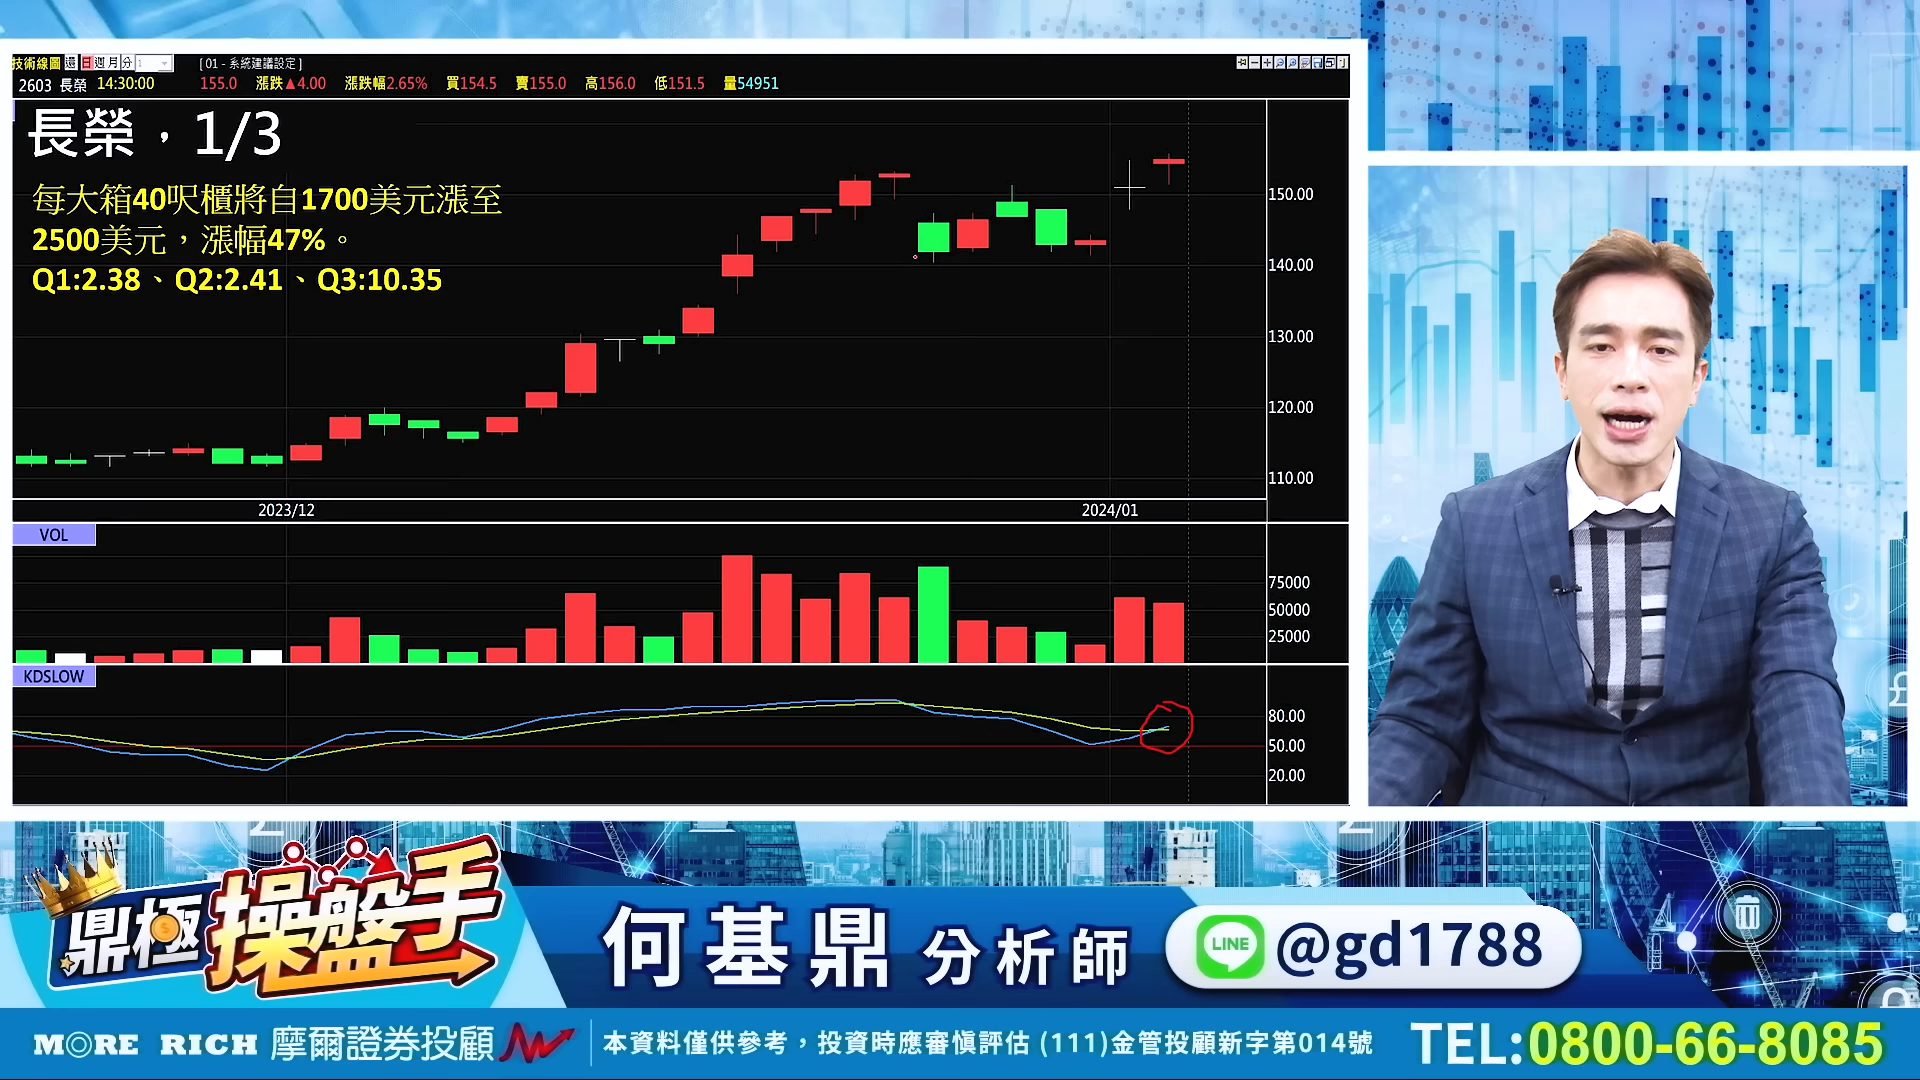 技術線圖 還 日 週 月 分 1 [ 01 - 系統建議設定 ]
2603 長榮 14:30:00 155.0 漲跌▲4.00 漲跌幅2.65% 買154.5 賣155.0 高156.0 低151.5 量54951
長榮，1/3
每大箱40呎櫃將自1700美元漲至
2500美元，漲幅47%。
Q1:2.38、Q2:2.41、Q3:10.35
150.00
140.00
130.00
120.00
110.00
2023/12 2024/01
VOL
75000
50000
25000
KDSLOW
80.00
50.00
20.00
鼎極操盤手
何基鼎 分析師
LINE @gd1788
MORE RICH 摩爾證券投顧
本資料僅供參考，投資時應審慎評估 (111)金管投顧新字第014號
TEL:0800-66-8085